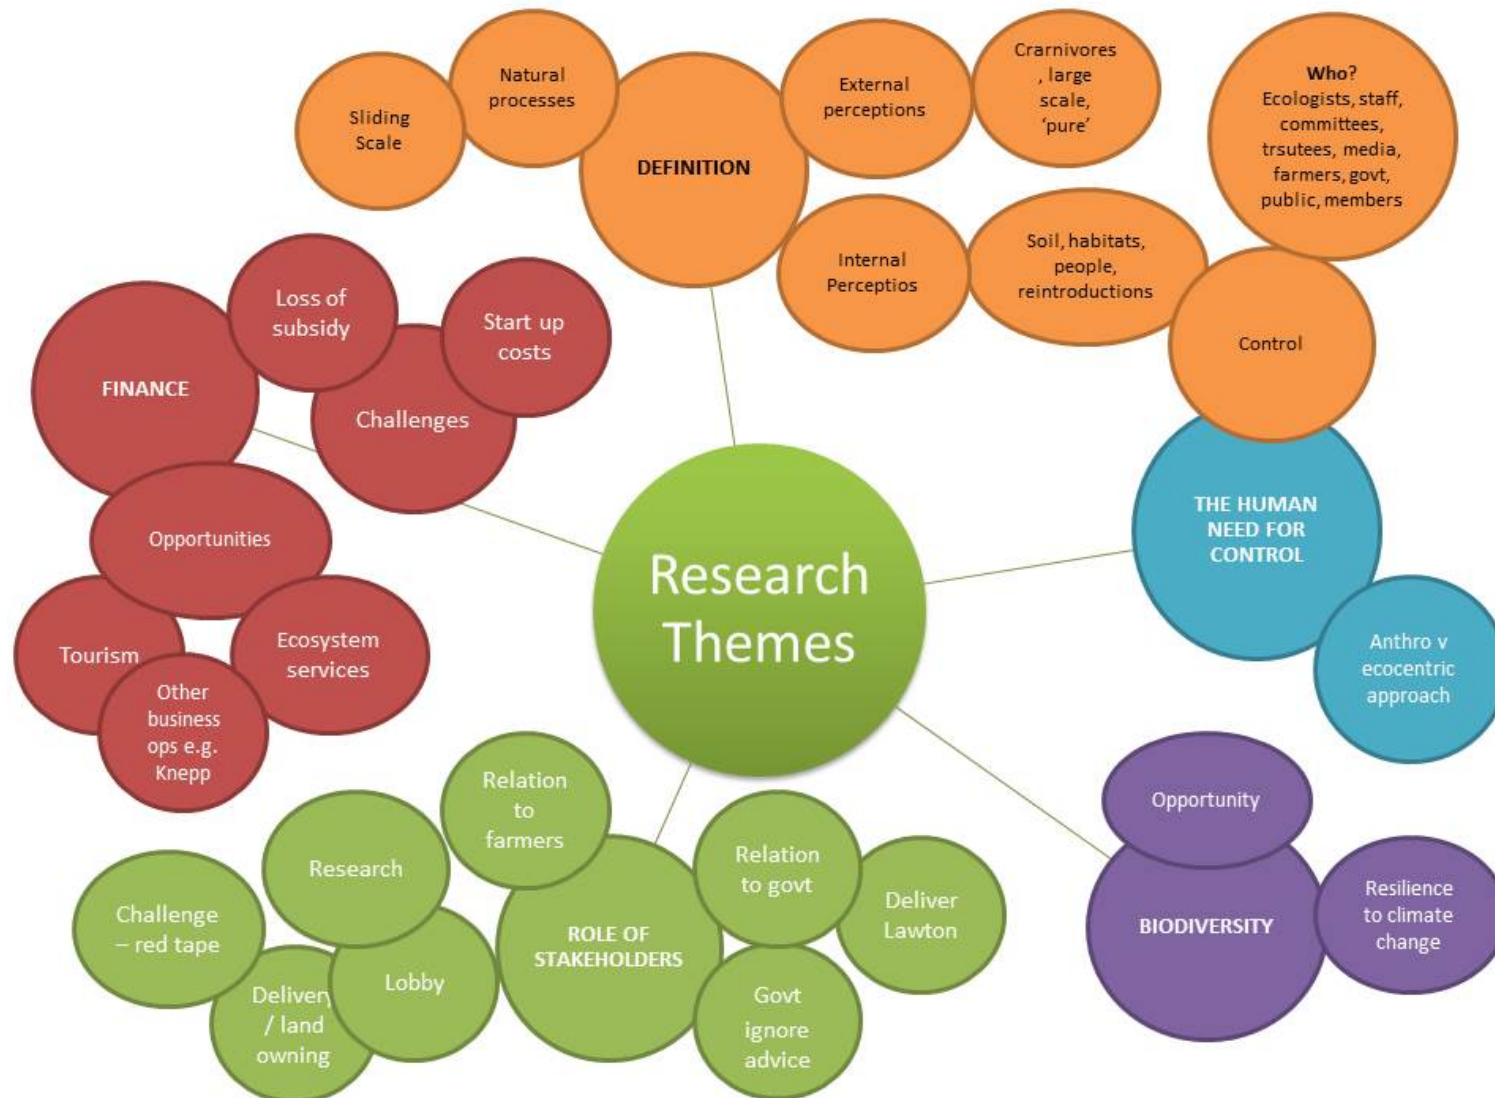 Research
Themes
DEFINITION
Natural
processes
Sliding
Scale
External
perceptions
Crarnivores
, large
scale,
‘pure’
Internal
Perceptios
Soil, habitats,
people,
reintroductions
Control
Who?
Ecologists, staff,
committees,
trsutees, media,
farmers, govt,
public, members
THE HUMAN
NEED FOR
CONTROL
Anthro v
ecocentric
approach
BIODIVERSITY
Opportunity
Resilience
to climate
change
ROLE OF
STAKEHOLDERS
Relation
to govt
Deliver
Lawton
Govt
ignore
advice
Relation
to
farmers
Lobby
Research
Delivery
/ land
owning
Challenge
– red tape
FINANCE
Loss of
subsidy
Challenges
Start up
costs
Opportunities
Tourism
Ecosystem
services
Other
business
ops e.g.
Knepp